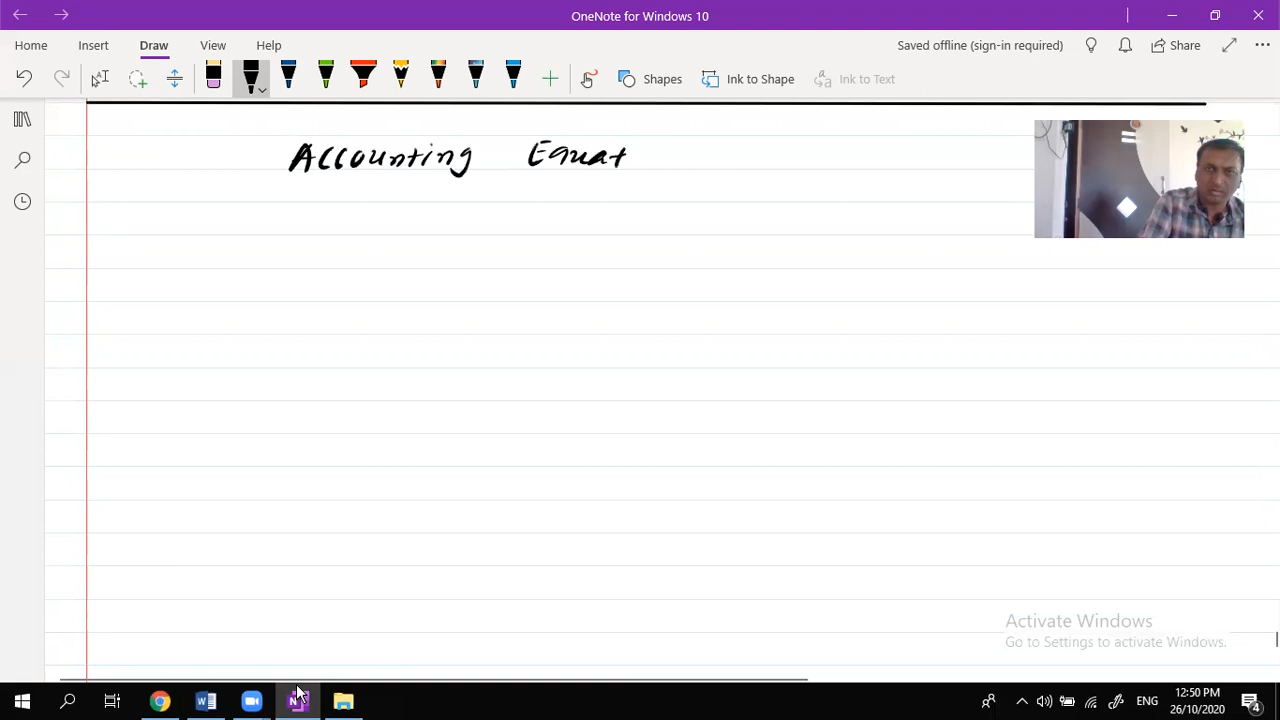 OneNote for Windows 10
Home Insert Draw View Help Saved offline (sign-in required) Share
Shapes Ink to Shape Ink to Text
Accounting Equat
Activate Windows
Go to Settings to activate Windows.
ENG 12:50 PM
26/10/2020 4